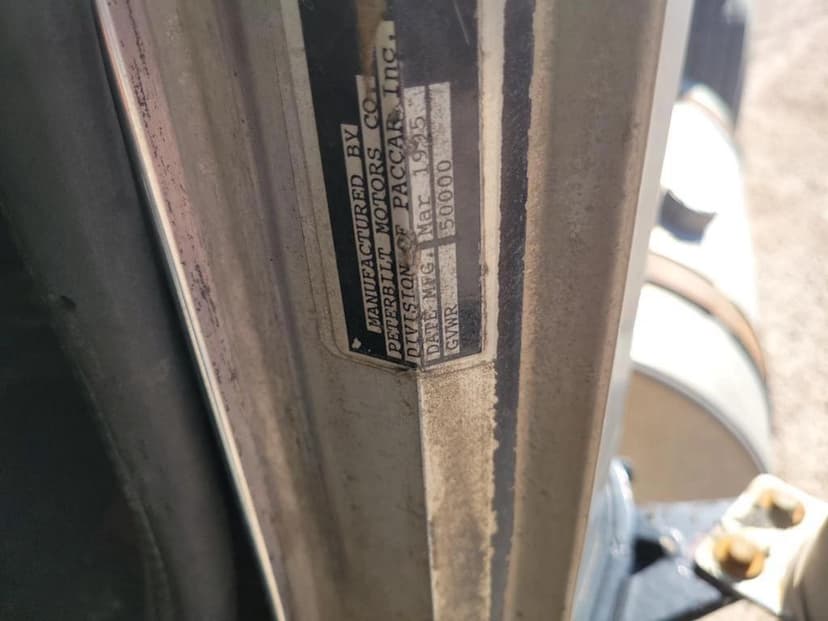 MANUFACTURED BY
PETERBILT MOTORS CO.
DIVISION OF PACCAR Inc.
DATE MFG. Mar 1995
GVWR 50000